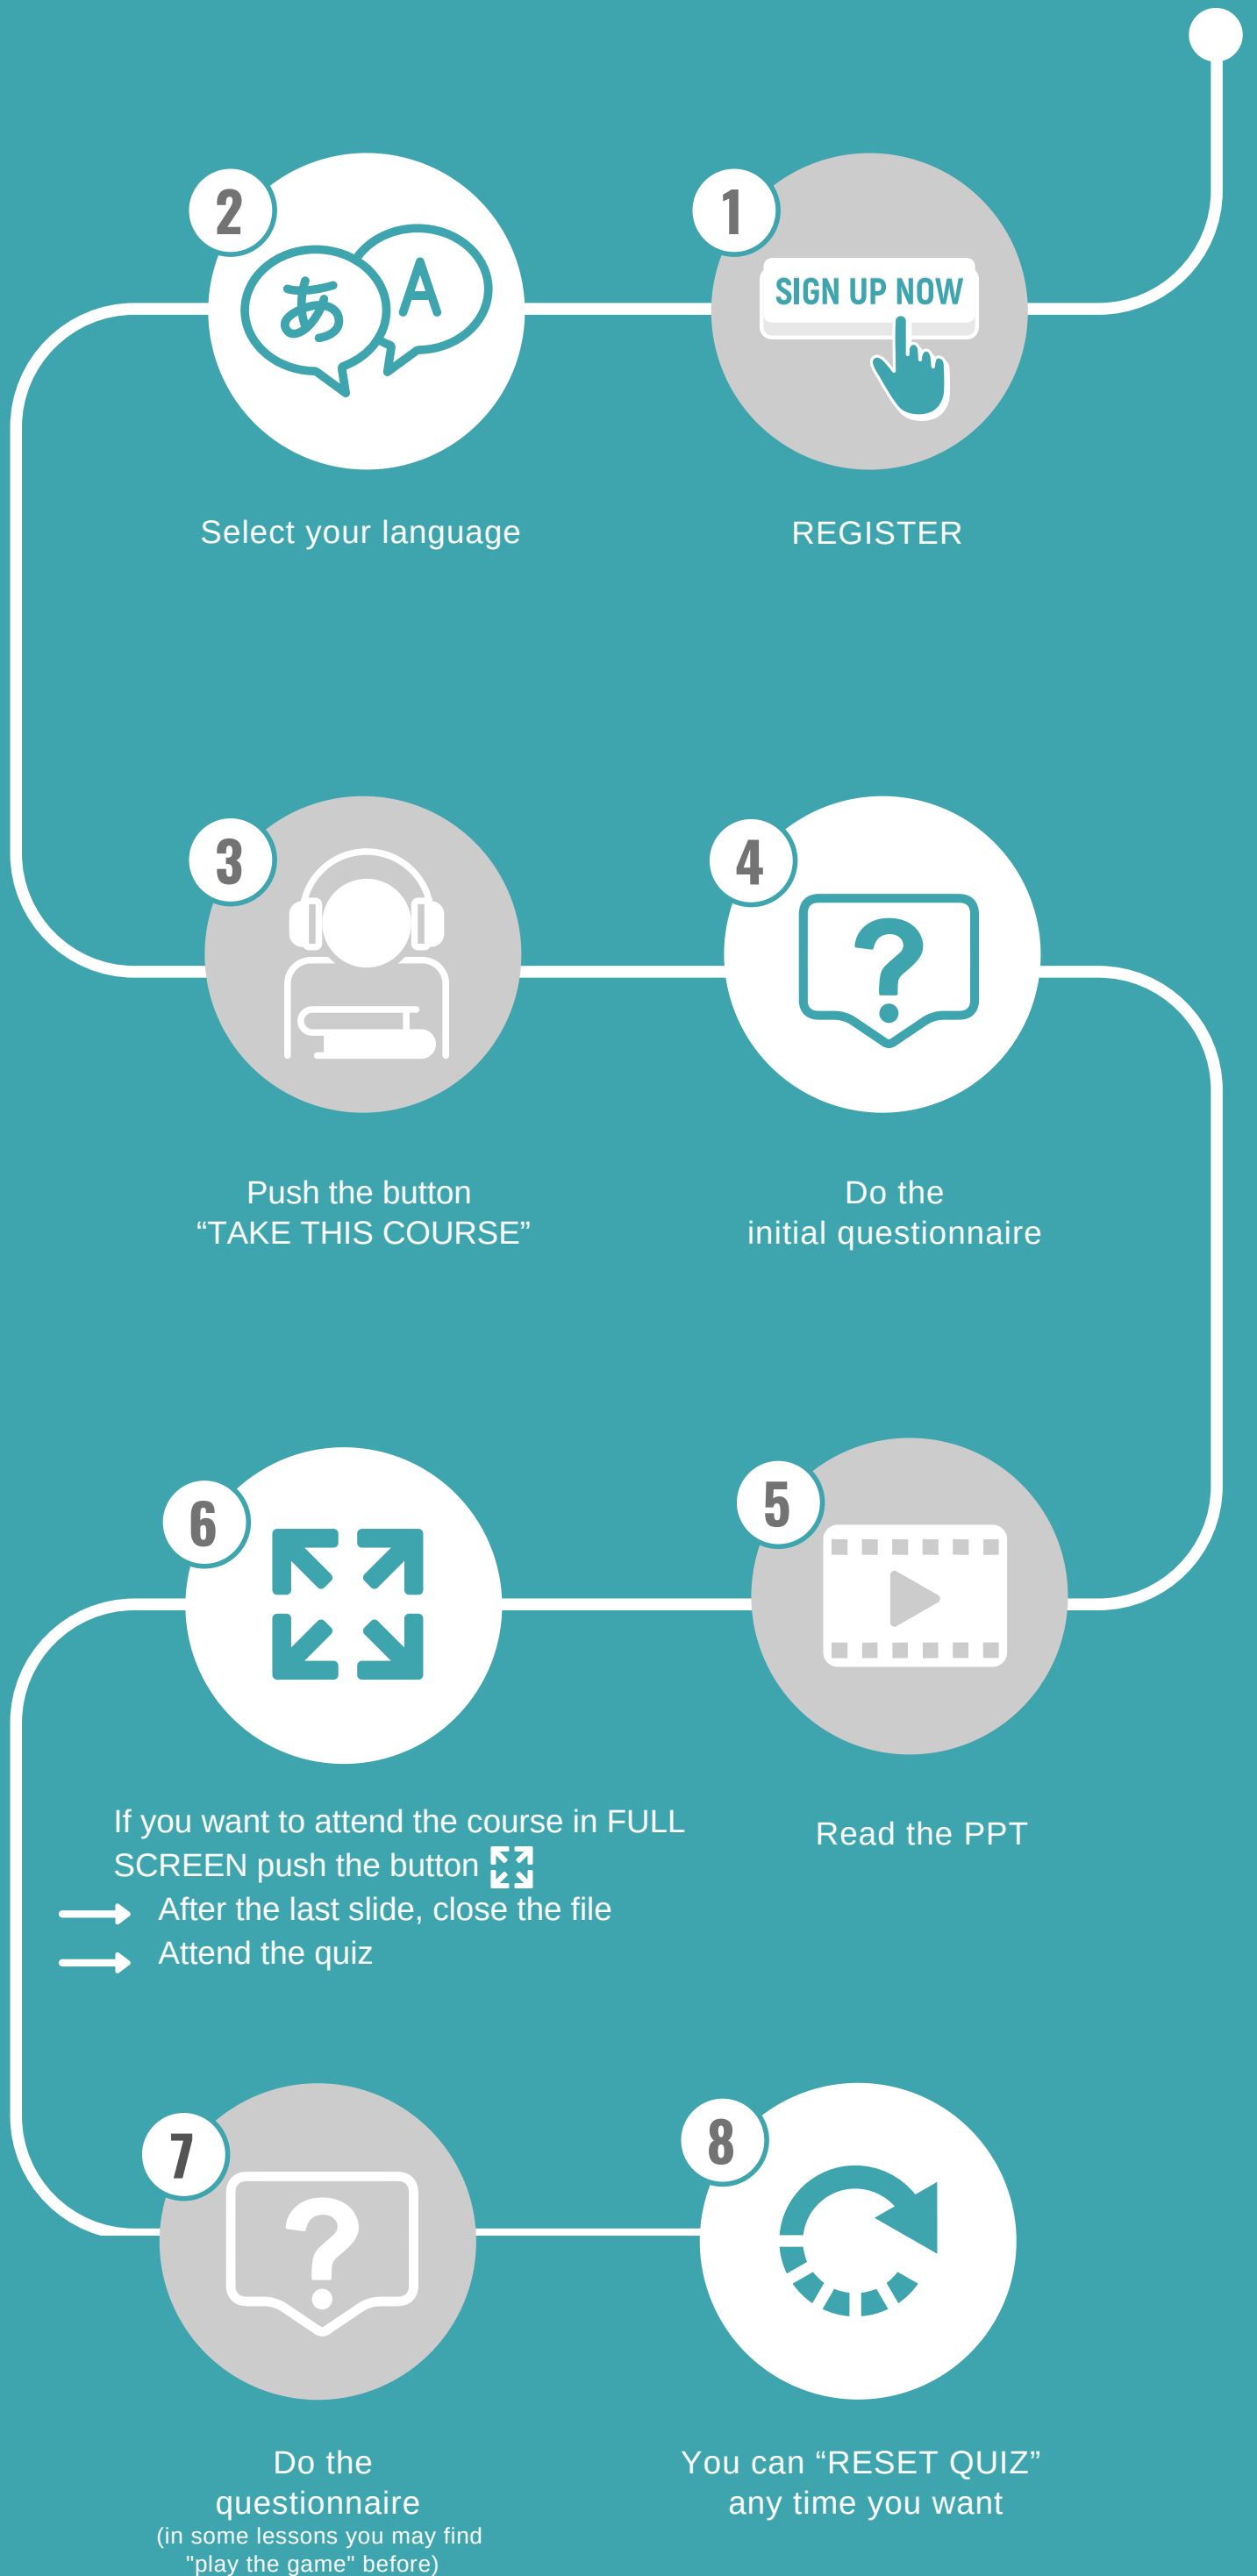 1
SIGN UP NOW
REGISTER
2
あ A
Select your language
3
Push the button
“TAKE THIS COURSE”
4
Do the
initial questionnaire
5
Read the PPT
6
If you want to attend the course in FULL
SCREEN push the button
After the last slide, close the file
Attend the quiz
7
Do the
questionnaire
(in some lessons you may find
"play the game" before)
8
You can “RESET QUIZ”
any time you want